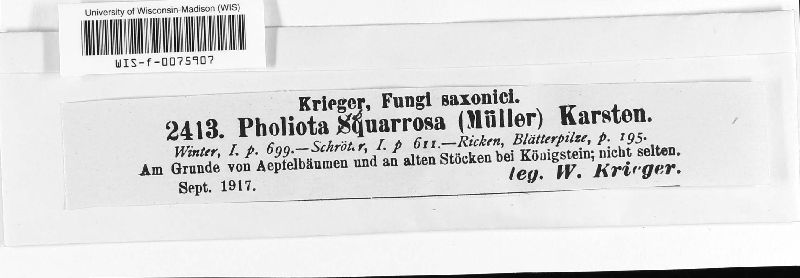 University of Wisconsin-Madison (WIS)
WIS-f-0075907
Krieger, Fungi saxonici.
2413. Pholiota Squarrosa (Müller) Karsten.
Winter, I. p. 699.—Schröt.r, I. p 611.—Ricken, Blätterpilze, p. 195.
Am Grunde von Aepfelbäumen und an alten Stöcken bei Königstein; nicht selten.
Sept. 1917. leg. W. Krieger.